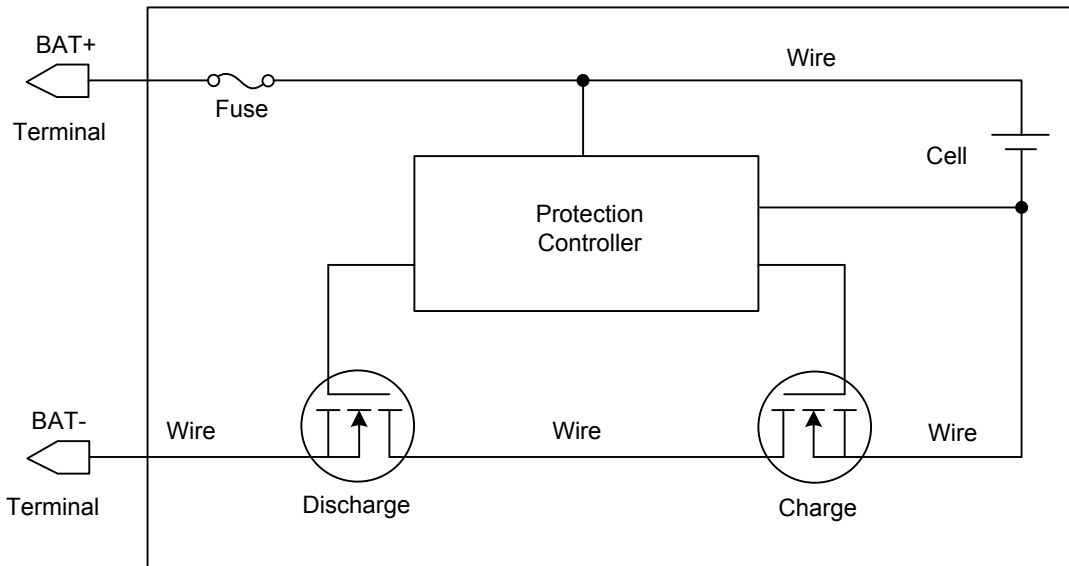 BAT+
Wire
Fuse
Terminal
Cell
Protection
Controller
BAT-
Wire
Wire
Wire
Terminal
Discharge
Charge